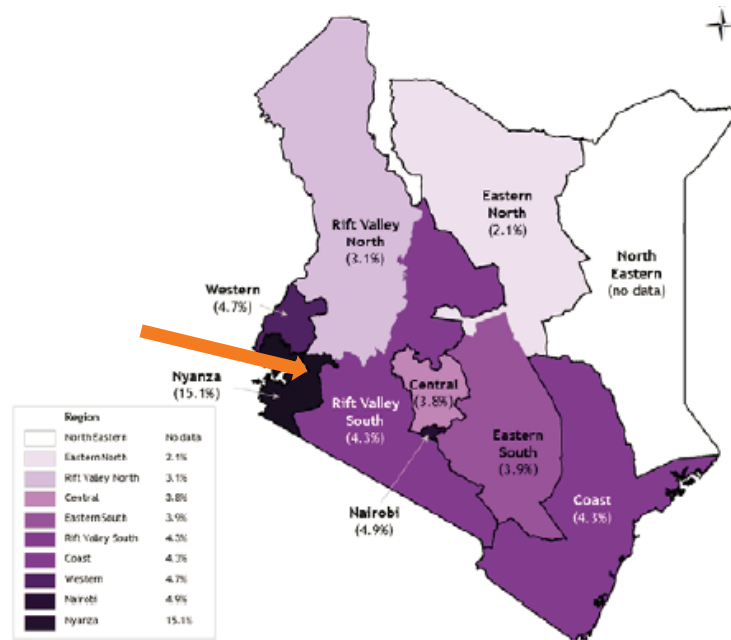 Eastern
North
(2.1%)
Rift Valley
North
(3.1%)
North
Eastern
(no data)
Western
(4.7%)
Nyanza
(15.1%)
Central
(3.8%)
Rift Valley
South
(4.3%)
Eastern
South
(3.9%)
Coast
(4.3%)
Nairobi
(4.9%)
Region
North Eastern No data
Eastern North 2.1%
Rift Valley North 3.1%
Central 3.8%
Eastern South 3.9%
Rift Valley South 4.3%
Coast 4.3%
Western 4.7%
Nairobi 4.9%
Nyanza 15.1%